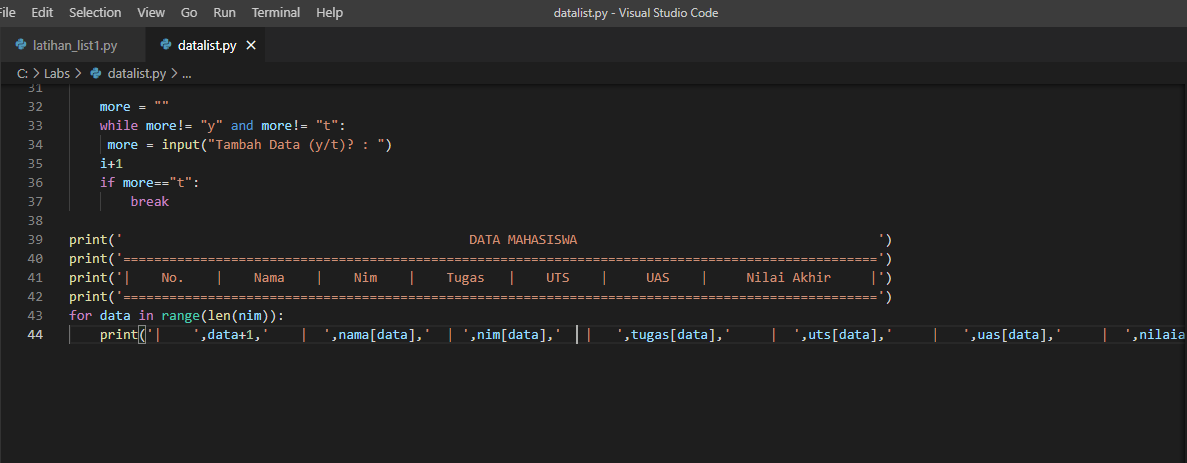 File Edit Selection View Go Run Terminal Help datalist.py - Visual Studio Code
latihan_list1.py datalist.py ✕
C: > Labs > datalist.py > ...
31
32     more = ""
33     while more!= "y" and more!= "t":
34      more = input("Tambah Data (y/t)? : ")
35     i+1
36     if more=="t":
37         break
38
39 print('                                             DATA MAHASISWA                                       ')
40 print('==================================================================================================')
41 print('|    No.    |    Nama    |    Nim    |    Tugas   |    UTS    |    UAS    |     Nilai Akhir     |')
42 print('==================================================================================================')
43 for data in range(len(nim)):
44     print('|    ',data+1,'    |  ',nama[data],'  | ',nim[data],'   |   ',tugas[data],'     |  ',uts[data],'     |    ',uas[data],'      |  ',nilaia